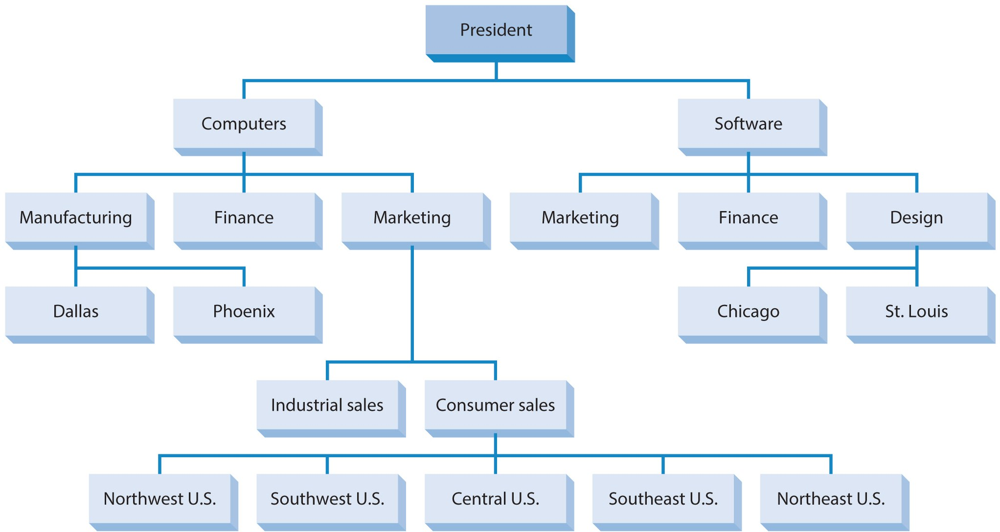 President
Computers
Software
Manufacturing
Finance
Marketing
Marketing
Finance
Design
Dallas
Phoenix
Chicago
St. Louis
Industrial sales
Consumer sales
Northwest U.S.
Southwest U.S.
Central U.S.
Southeast U.S.
Northeast U.S.